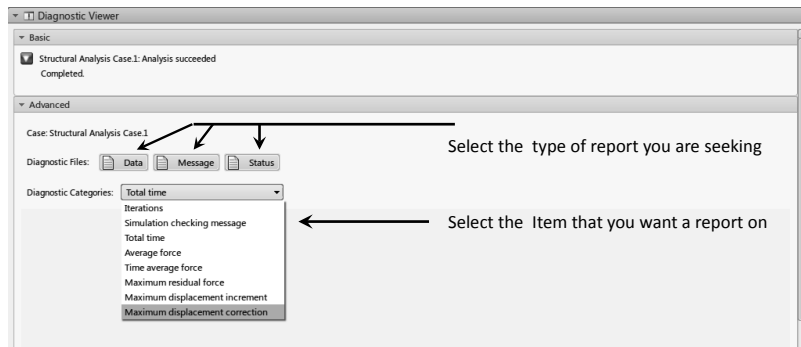 Diagnostic Viewer
Basic
Structural Analysis Case.1: Analysis succeeded
Completed.
Advanced
Case: Structural Analysis Case.1
Diagnostic Files: Data Message Status
Select the type of report you are seeking
Diagnostic Categories: Total time
Iterations
Simulation checking message
Total time
Average force
Time average force
Maximum residual force
Maximum displacement increment
Maximum displacement correction
Select the Item that you want a report on